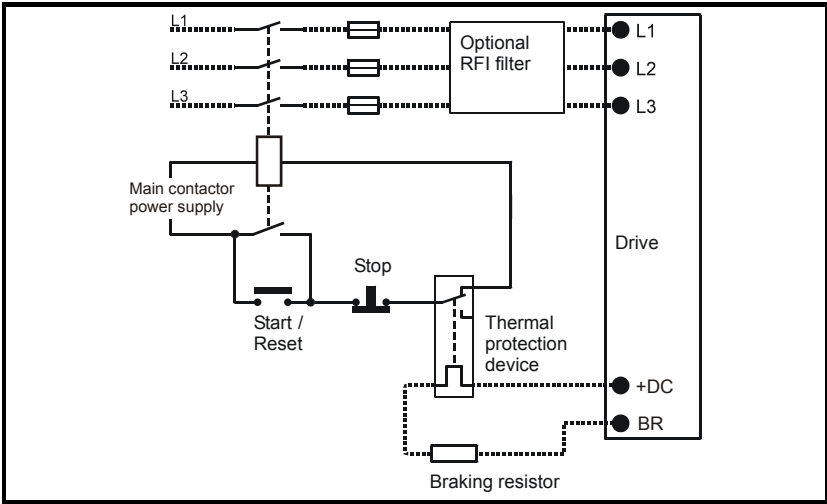 L1
L2
L3
Optional
RFI filter
L1
L2
L3
Main contactor
power supply
Drive
Stop
Start /
Reset
Thermal
protection
device
+DC
BR
Braking resistor